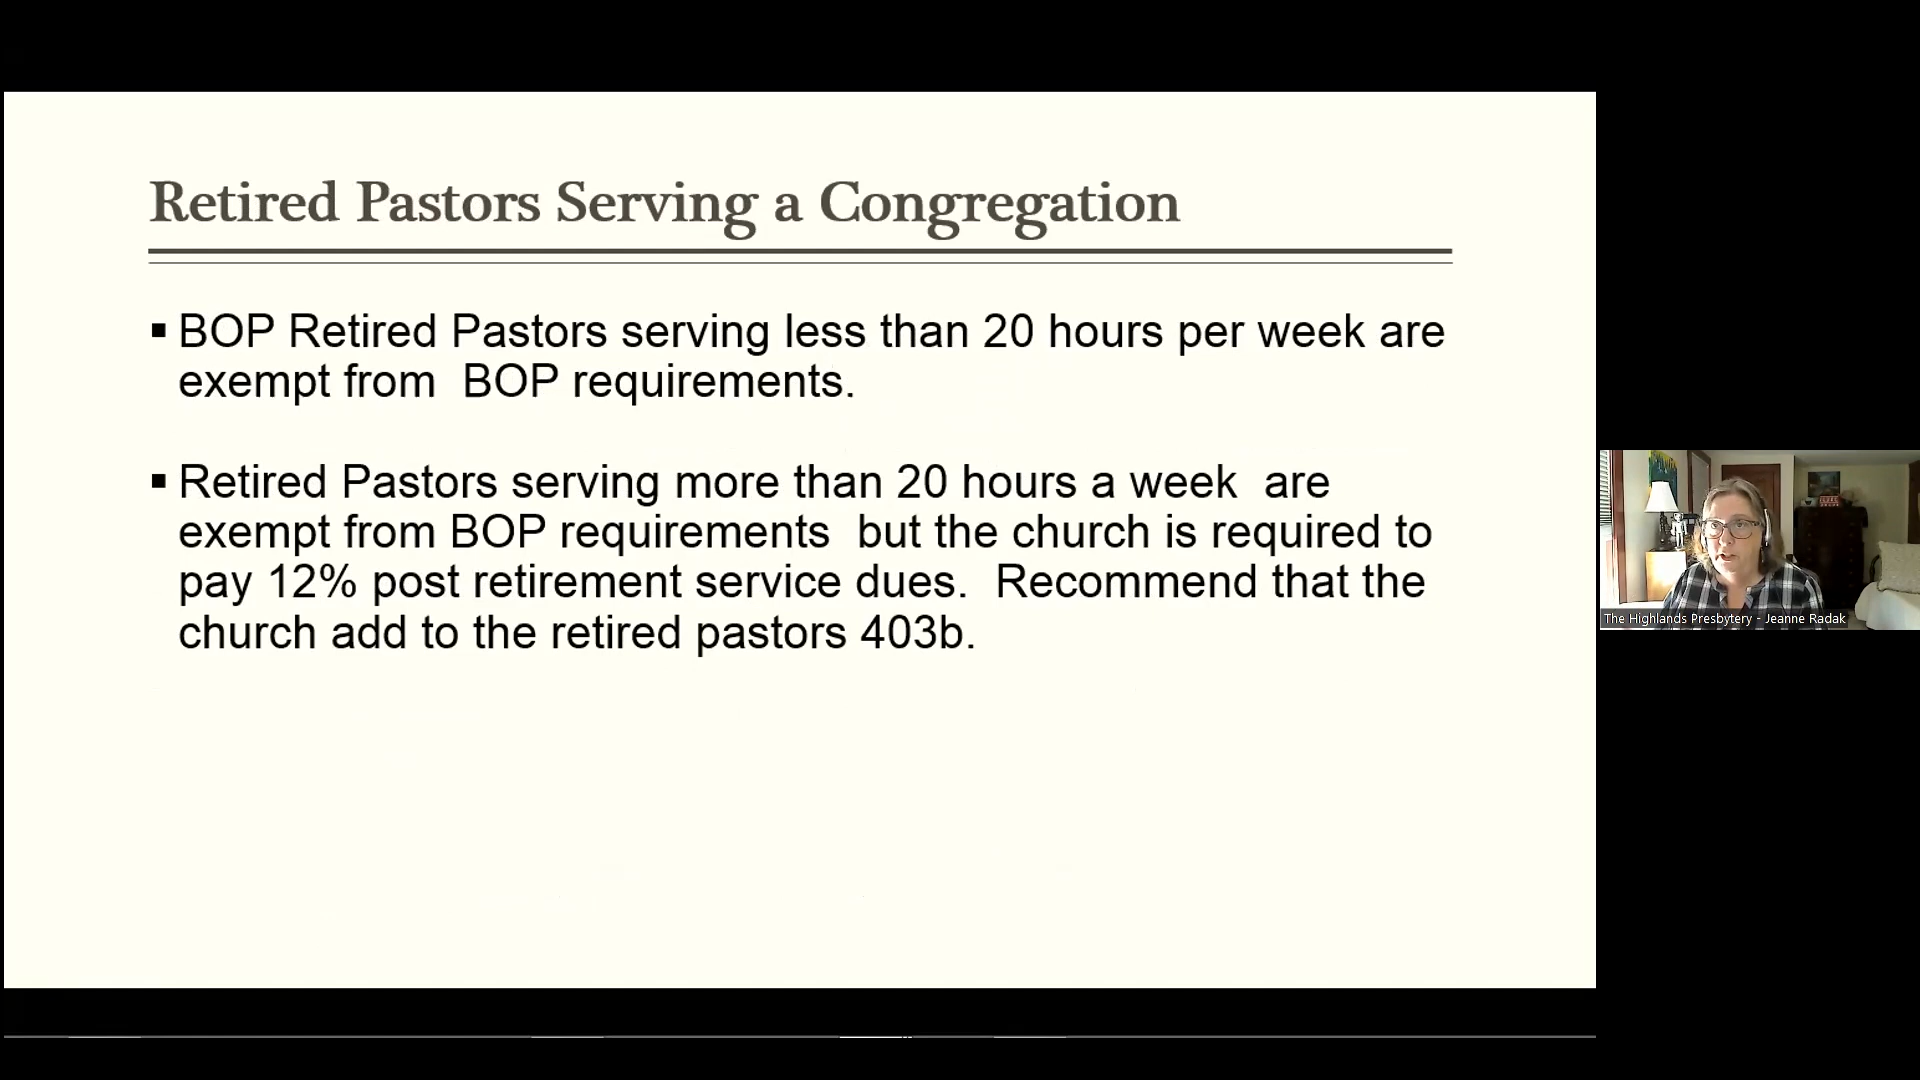 Retired Pastors Serving a Congregation
▪ BOP Retired Pastors serving less than 20 hours per week are
exempt from  BOP requirements.
▪ Retired Pastors serving more than 20 hours a week  are
exempt from BOP requirements  but the church is required to
pay 12% post retirement service dues.  Recommend that the
church add to the retired pastors 403b.
The Highlands Presbytery - Jeanne Radak